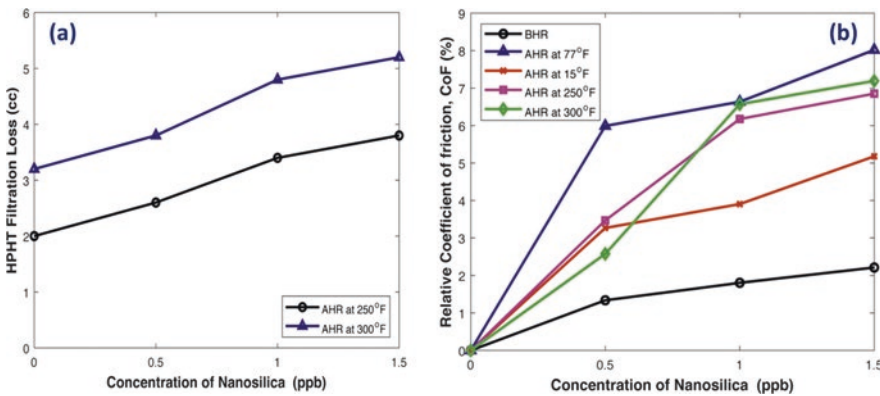 (a)
HPHT Filtration Loss (cc)
6
5
4
3
2
1
0
AHR at 250°F
AHR at 300°F
0
0.5
1
1.5
Concentration of Nanosilica (ppb)
(b)
Relative Coefficient of friction, CoF (%)
9
8
7
6
5
4
3
2
1
0
BHR
AHR at 77°F
AHR at 15°F
AHR at 250°F
AHR at 300°F
0
0.5
1
1.5
Concentration of Nanosilica (ppb)